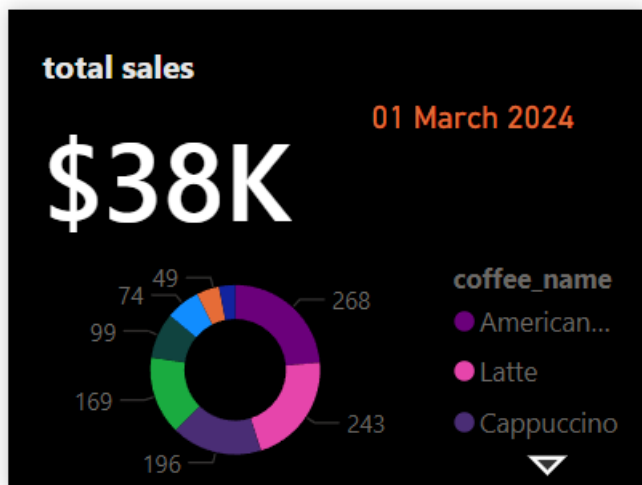 total sales
01 March 2024
$38K
49
74
268
99
169
243
196
coffee_name
American...
Latte
Cappuccino